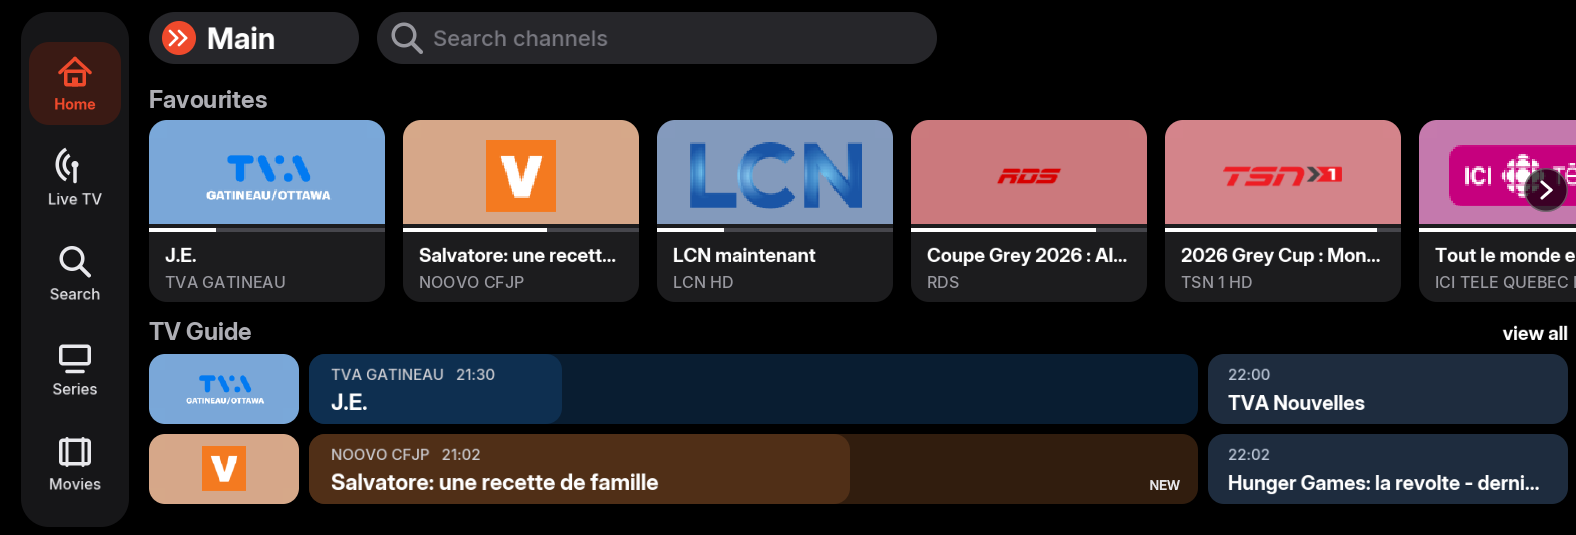 Main
Search channels
Home
Live TV
Search
Series
Movies
Favourites
TVA
GATINEAU/OTTAWA
J.E.
TVA GATINEAU
V
Salvatore: une recett...
NOOVO CFJP
LCN
LCN maintenant
LCN HD
RDS
Coupe Grey 2026 : Al...
RDS
TSN 1
2026 Grey Cup : Mon...
TSN 1 HD
ICI TÉ
Tout le monde e
ICI TELE QUEBEC
TV Guide
view all
TVA
GATINEAU/OTTAWA
TVA GATINEAU 21:30
J.E.
22:00
TVA Nouvelles
V
NOOVO CFJP 21:02
Salvatore: une recette de famille
NEW
22:02
Hunger Games: la revolte - derni...